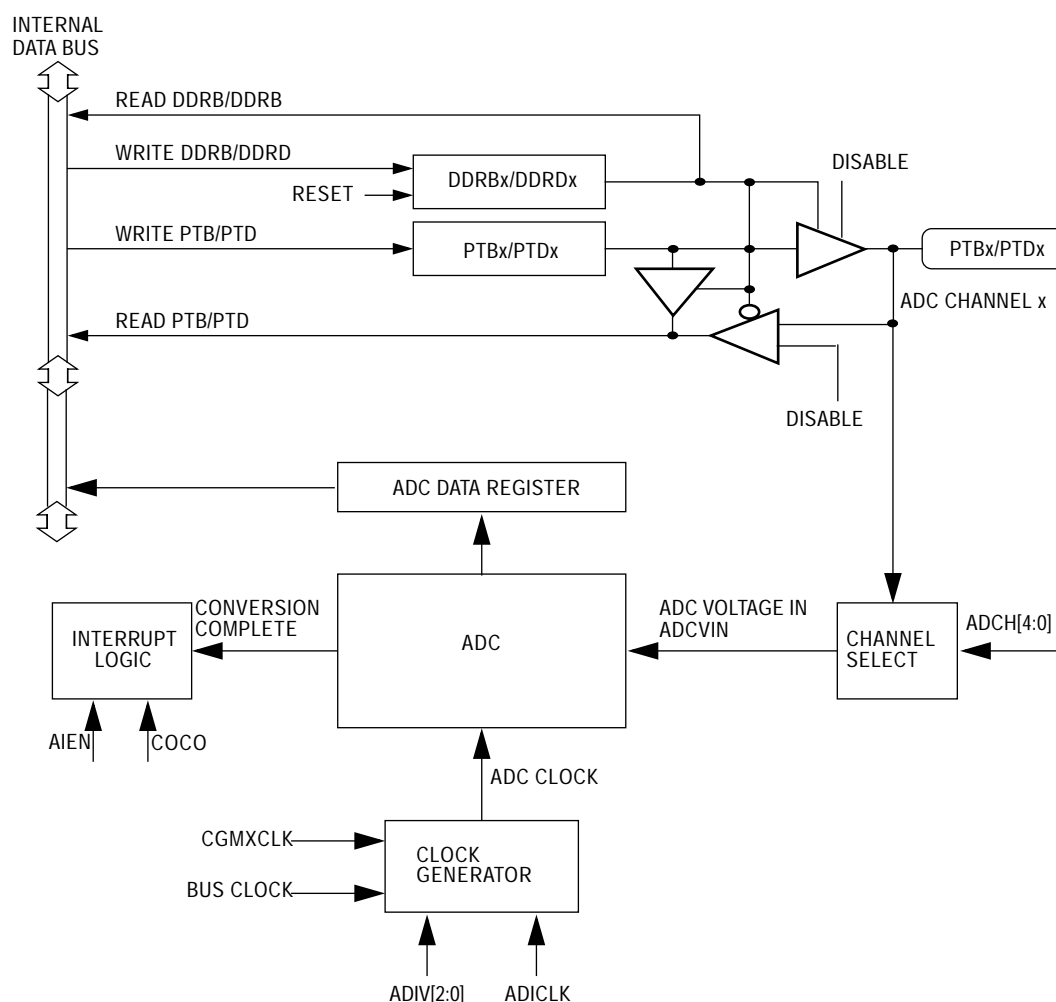 INTERNAL
DATA BUS
READ DDRB/DDRB
WRITE DDRB/DDRD
DISABLE
DDRBx/DDRDx
RESET
WRITE PTB/PTD
PTBx/PTDx
PTBx/PTDx
ADC CHANNEL x
READ PTB/PTD
DISABLE
ADC DATA REGISTER
INTERRUPT
LOGIC
CONVERSION
COMPLETE
ADC
ADC VOLTAGE IN
ADCVIN
CHANNEL
SELECT
ADCH[4:0]
AIEN
COCO
ADC CLOCK
CGMXCLK
BUS CLOCK
CLOCK
GENERATOR
ADIV[2:0]
ADICLK